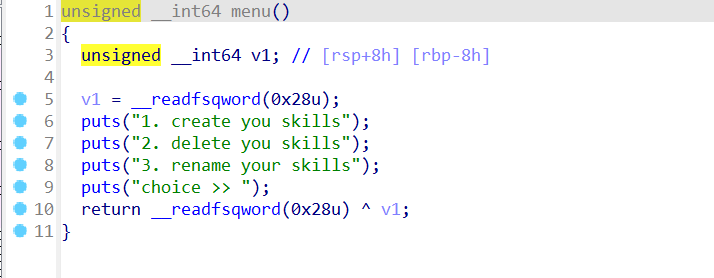 1 unsigned __int64 menu()
2 {
3 unsigned __int64 v1; // [rsp+8h] [rbp-8h]
4
5 v1 = __readfsqword(0x28u);
6 puts("1. create you skills");
7 puts("2. delete you skills");
8 puts("3. rename your skills");
9 puts("choice >> ");
10 return __readfsqword(0x28u) ^ v1;
11 }